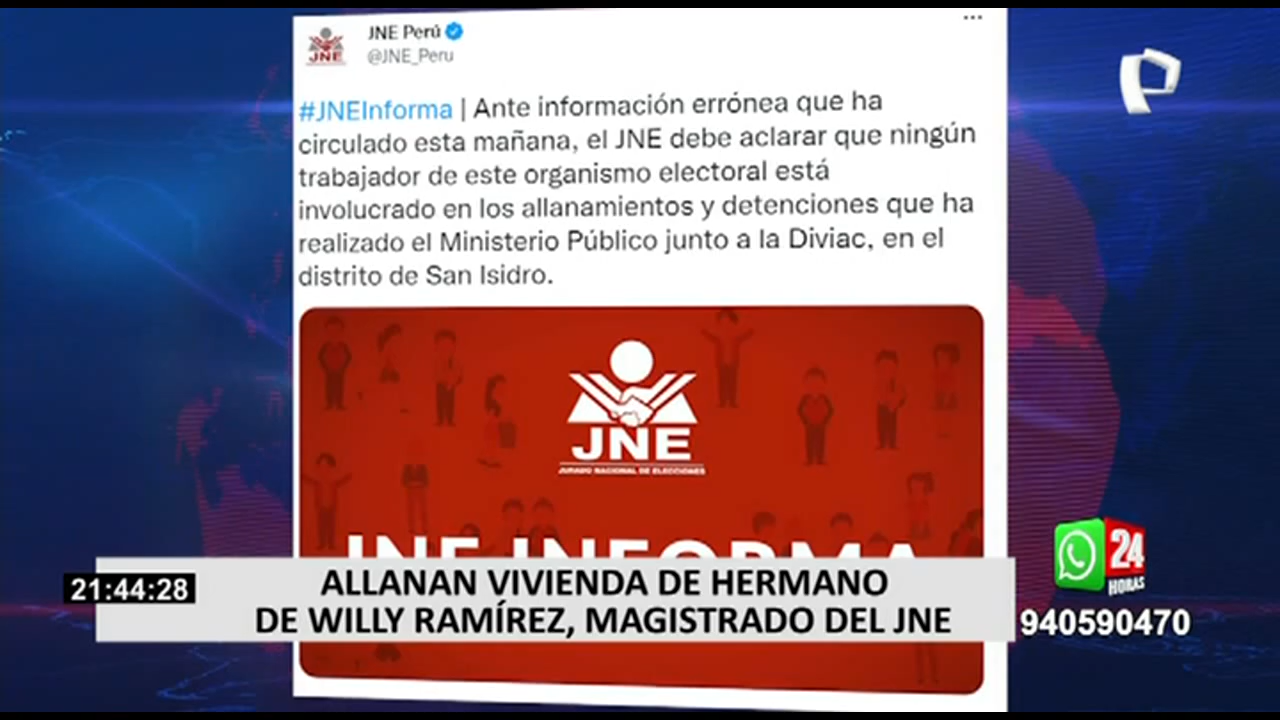 JNE Perú
@JNE_Peru
#JNEInforma | Ante información errónea que ha
circulado esta mañana, el JNE debe aclarar que ningún
trabajador de este organismo electoral está
involucrado en los allanamientos y detenciones que ha
realizado el Ministerio Público junto a la Diviac, en el
distrito de San Isidro.
JNE
JNE
JURADO NACIONAL DE ELECCIONES
JNE INFORMA
21:44:28
ALLANAN VIVIENDA DE HERMANO
DE WILLY RAMÍREZ, MAGISTRADO DEL JNE
24
HORAS
940590470